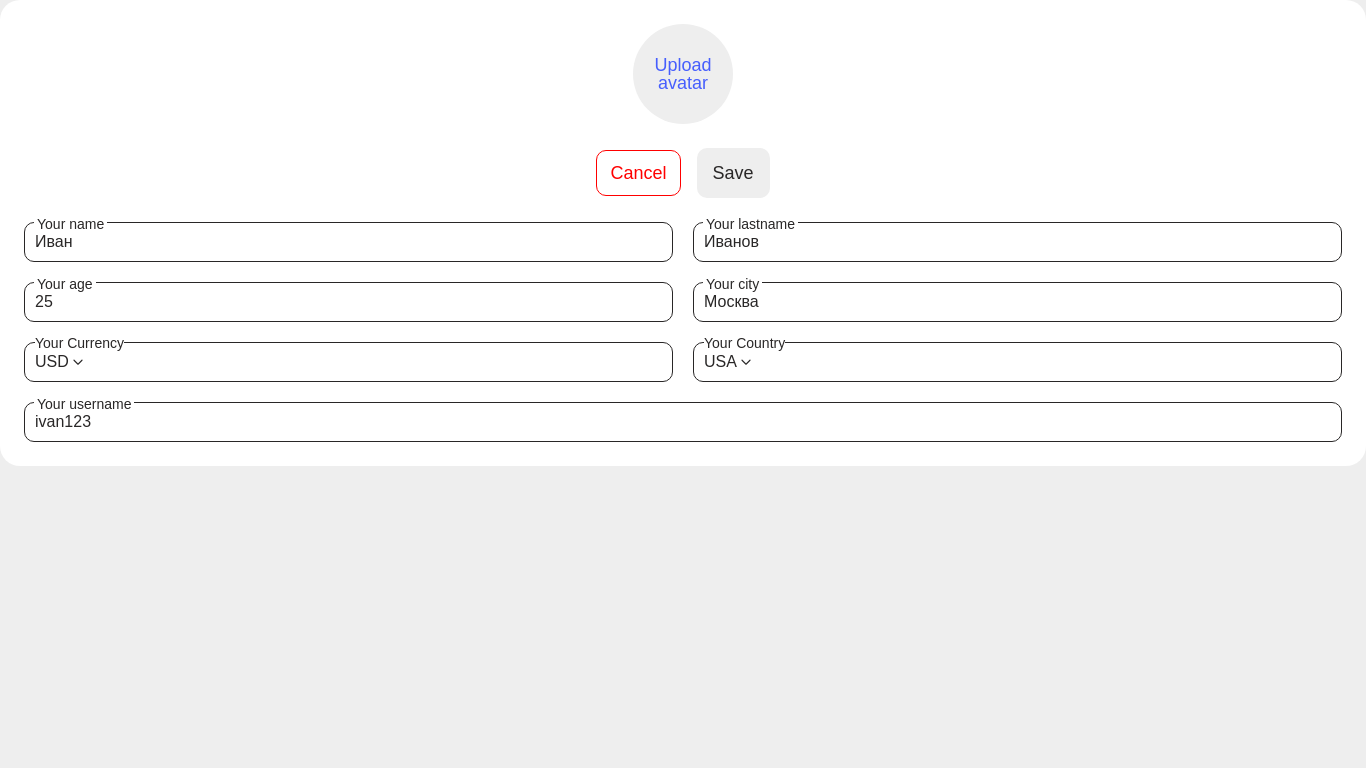 Upload
avatar
Cancel Save
Your name Your lastname
Иван Иванов
Your age Your city
25 Москва
Your Currency Your Country
USD USA
Your username
ivan123